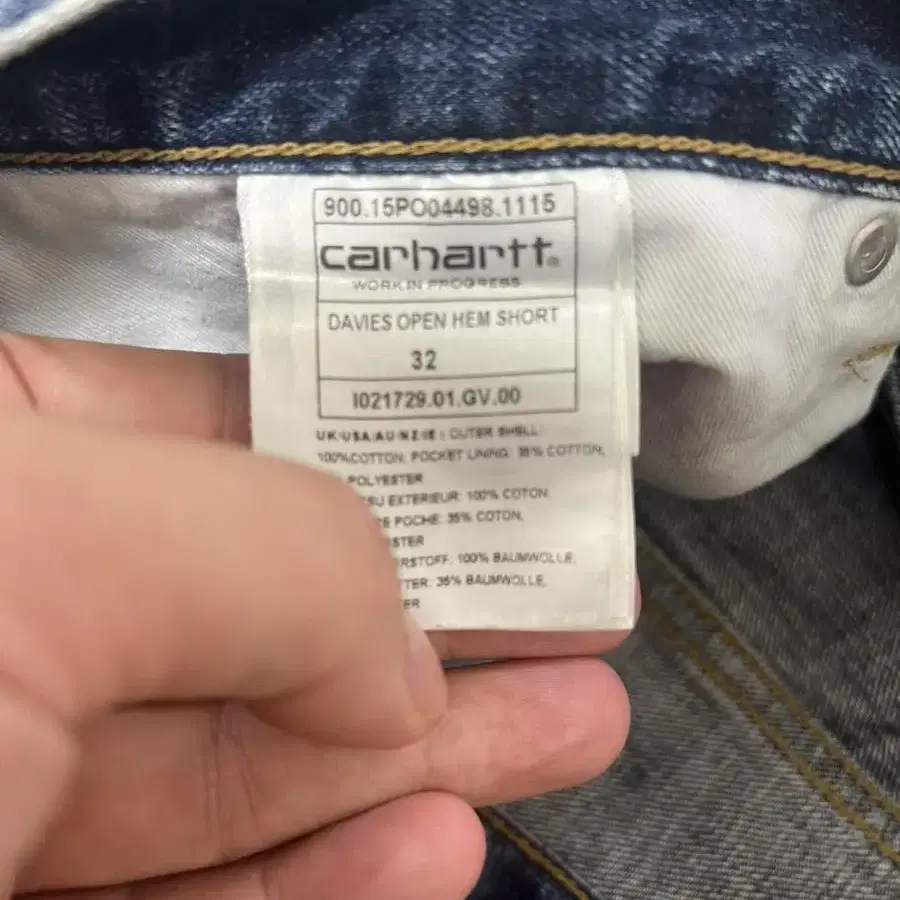 900.15PO04498.1115
carhartt®
WORK IN PROGRESS
DAVIES OPEN HEM SHORT
32
I021729.01.GV.00
UK/USA/AU/NZ/IE: OUTER SHELL:
100%COTTON, POCKET LINING: 35% COTTON,
POLYESTER
EXTERIEUR: 100% COTON,
POCHE: 35% COTON,
100% BAUMWOLLE,
35% BAUMWOLLE,